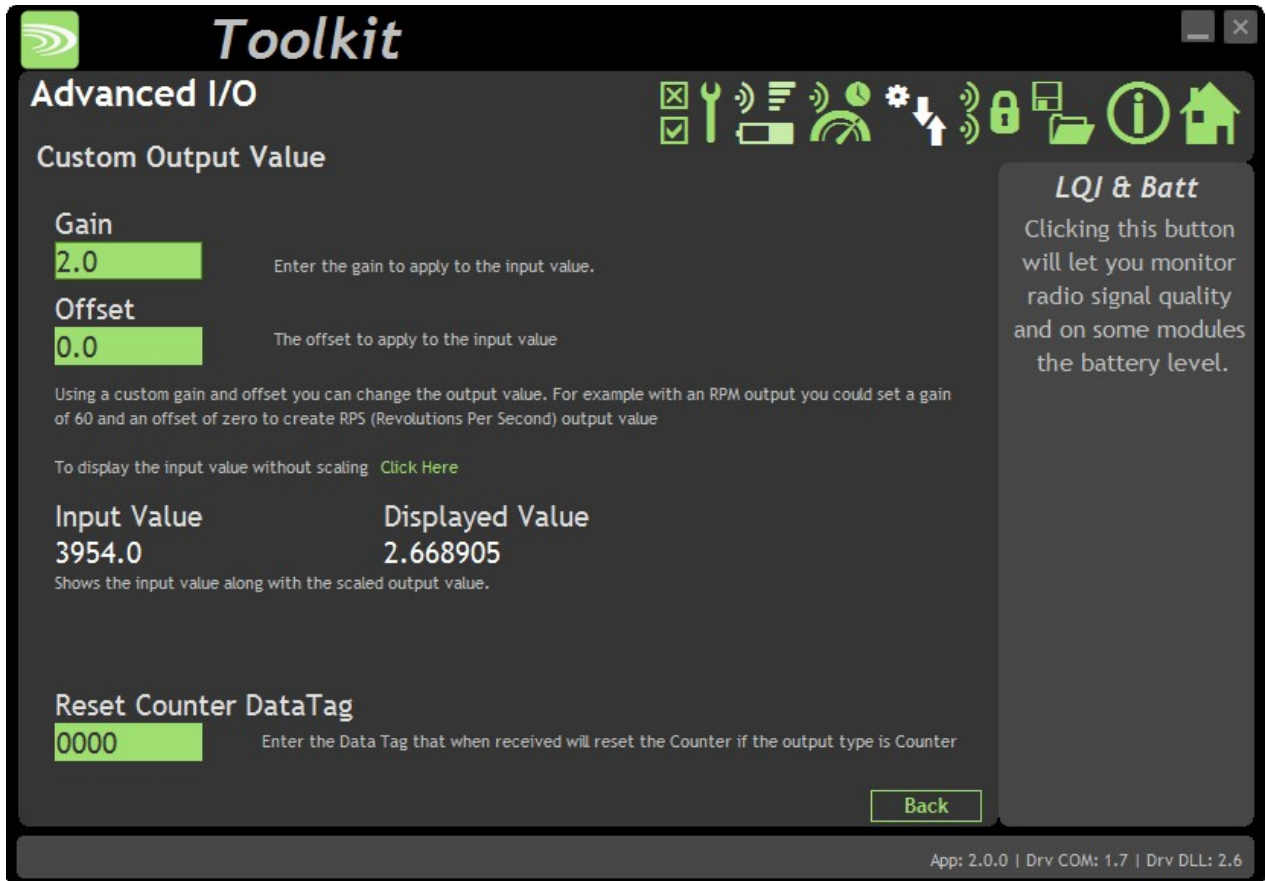 Toolkit
Advanced I/O
Custom Output Value
Gain
2.0
Enter the gain to apply to the input value.
Offset
0.0
The offset to apply to the input value
Using a custom gain and offset you can change the output value. For example with an RPM output you could set a gain
of 60 and an offset of zero to create RPS (Revolutions Per Second) output value
To display the input value without scaling Click Here
Input Value
Displayed Value
3954.0
2.668905
Shows the input value along with the scaled output value.
Reset Counter DataTag
0000
Enter the Data Tag that when received will reset the Counter if the output type is Counter
Back
LQI & Batt
Clicking this button
will let you monitor
radio signal quality
and on some modules
the battery level.
App: 2.0.0 | Drv COM: 1.7 | Drv DLL: 2.6